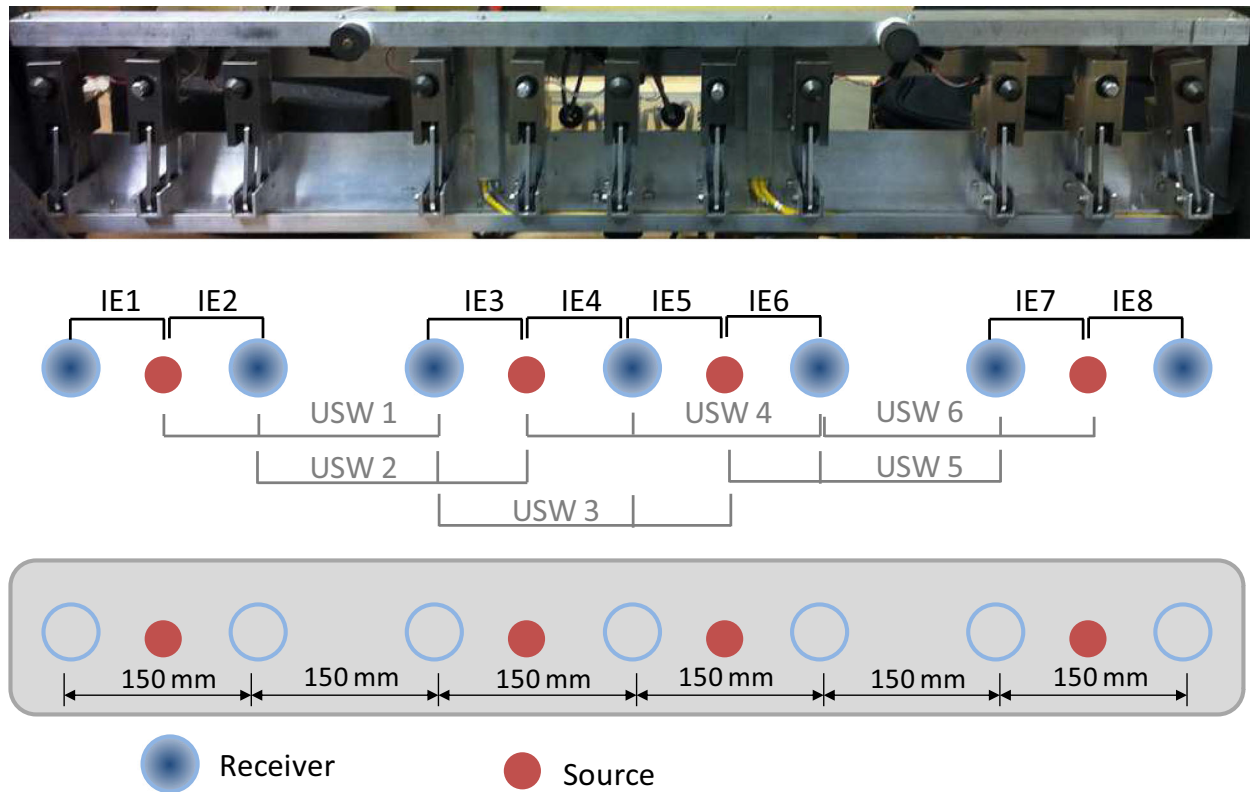 IE1 IE2 IE3 IE4 IE5 IE6 IE7 IE8
USW 1 USW 4 USW 6
USW 2 USW 5
USW 3
150 mm 150 mm 150 mm 150 mm 150 mm 150 mm
Receiver Source